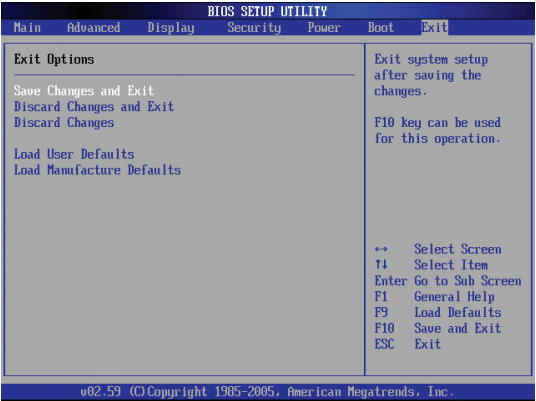 BIOS SETUP UTILITY
Main Advanced Display Security Power Boot Exit
Exit Options
Save Changes and Exit
Discard Changes and Exit
Discard Changes
Load User Defaults
Load Manufacture Defaults
Exit system setup
after saving the
changes.
F10 key can be used
for this operation.
↔ Select Screen
↑↓ Select Item
Enter Go to Sub Screen
F1 General Help
F9 Load Defaults
F10 Save and Exit
ESC Exit
v02.59 (C)Copyright 1985-2005, American Megatrends, Inc.